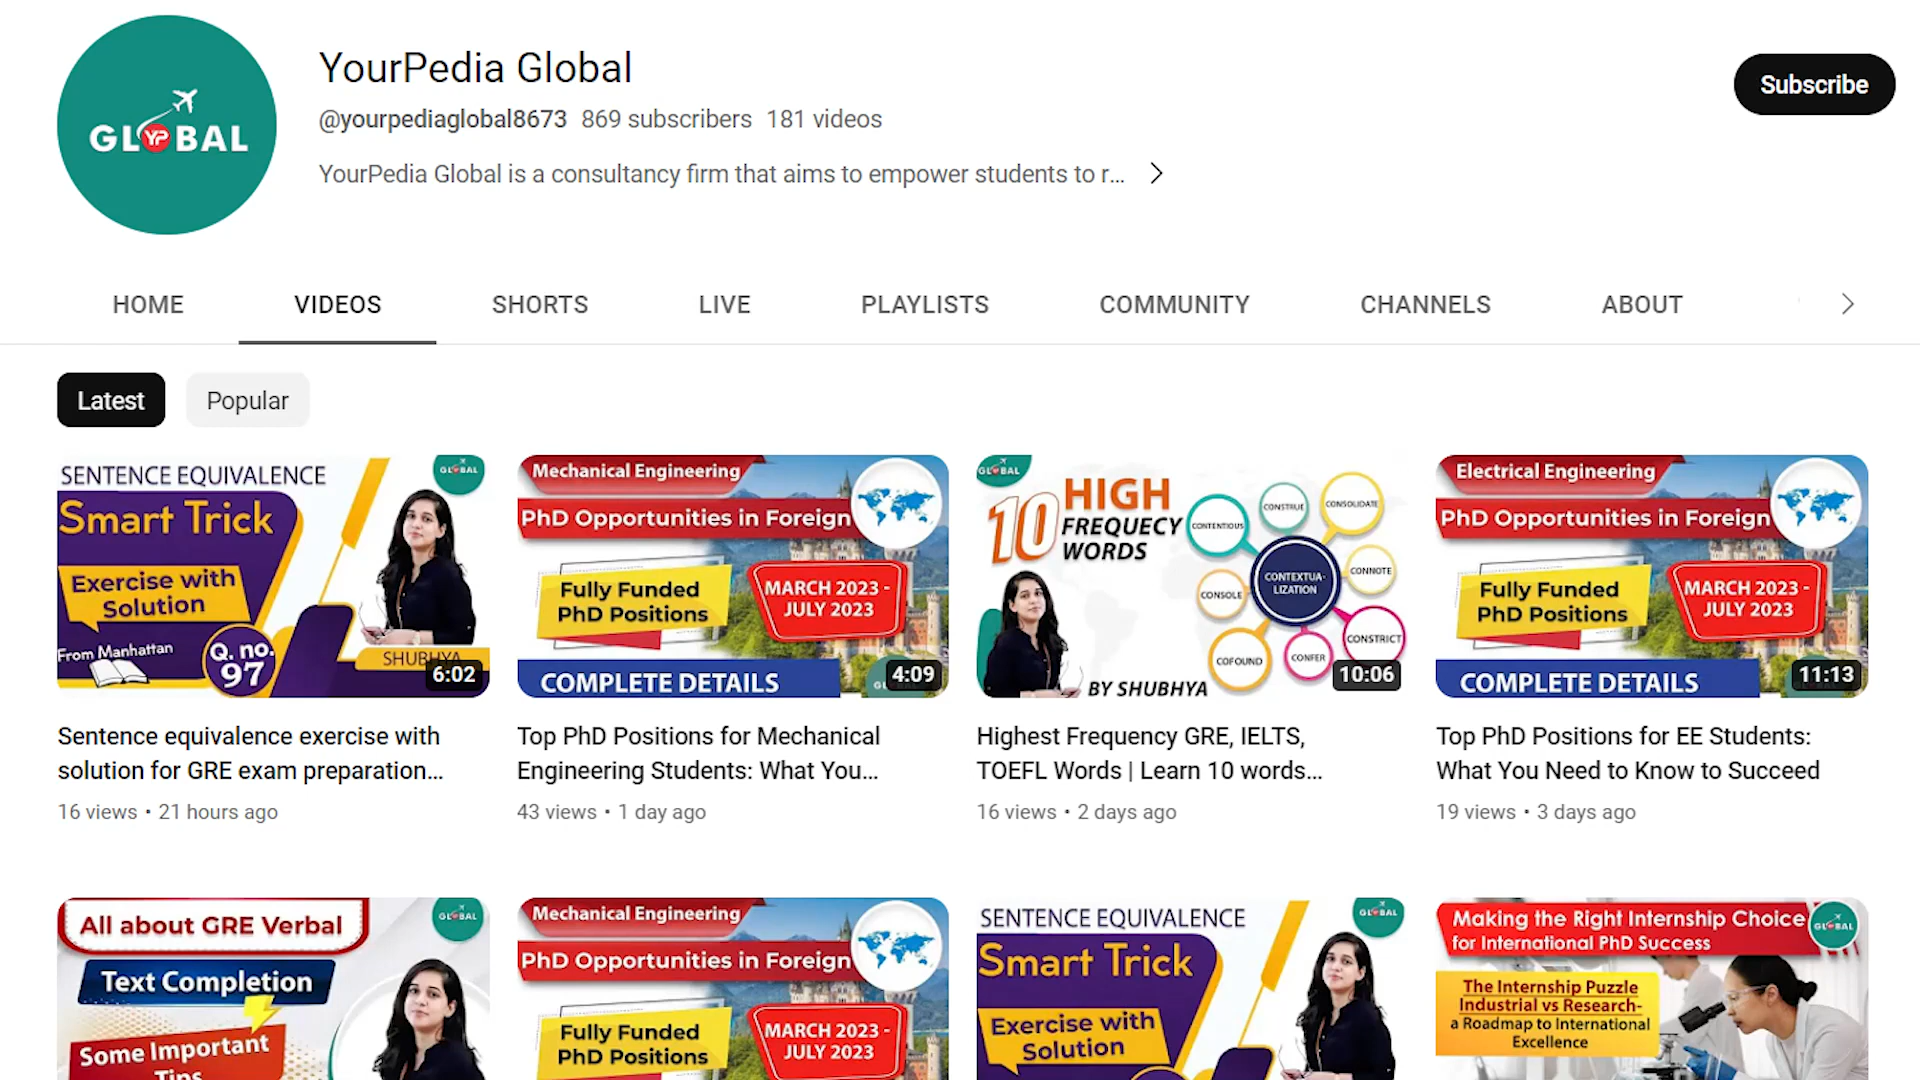 GLOBAL
YP
YourPedia Global
@yourpediaglobal8673 869 subscribers 181 videos
YourPedia Global is a consultancy firm that aims to empower students to r...
Subscribe
HOME VIDEOS SHORTS LIVE PLAYLISTS COMMUNITY CHANNELS ABOUT
Latest Popular
SENTENCE EQUIVALENCE
GLOBAL
Smart Trick
Exercise with
Solution
From Manhattan
Q. no.
97
SHUBHYA
6:02
Mechanical Engineering
PhD Opportunities in Foreign
Fully Funded
PhD Positions
MARCH 2023 -
JULY 2023
COMPLETE DETAILS
4:09
GLOBAL
10
HIGH
FREQUECY
WORDS
CONTENTIOUS
CONSTRUE
CONSOLIDATE
CONTEXTUA-
LIZATION
CONNOTE
CONSOLE
CONSTRICT
COFOUND
CONFER
BY SHUBHYA
10:06
Electrical Engineering
PhD Opportunities in Foreign
Fully Funded
PhD Positions
MARCH 2023 -
JULY 2023
COMPLETE DETAILS
11:13
Sentence equivalence exercise with
solution for GRE exam preparation...
16 views • 21 hours ago
Top PhD Positions for Mechanical
Engineering Students: What You...
43 views • 1 day ago
Highest Frequency GRE, IELTS,
TOEFL Words | Learn 10 words...
16 views • 2 days ago
Top PhD Positions for EE Students:
What You Need to Know to Succeed
19 views • 3 days ago
All about GRE Verbal
GLOBAL
Text Completion
Some Important
Tips
Mechanical Engineering
PhD Opportunities in Foreign
Fully Funded
PhD Positions
MARCH 2023 -
JULY 2023
SENTENCE EQUIVALENCE
GLOBAL
Smart Trick
Exercise with
Solution
Making the Right Internship Choice
for International PhD Success
GLOBAL
The Internship Puzzle
Industrial vs Research-
a Roadmap to International
Excellence